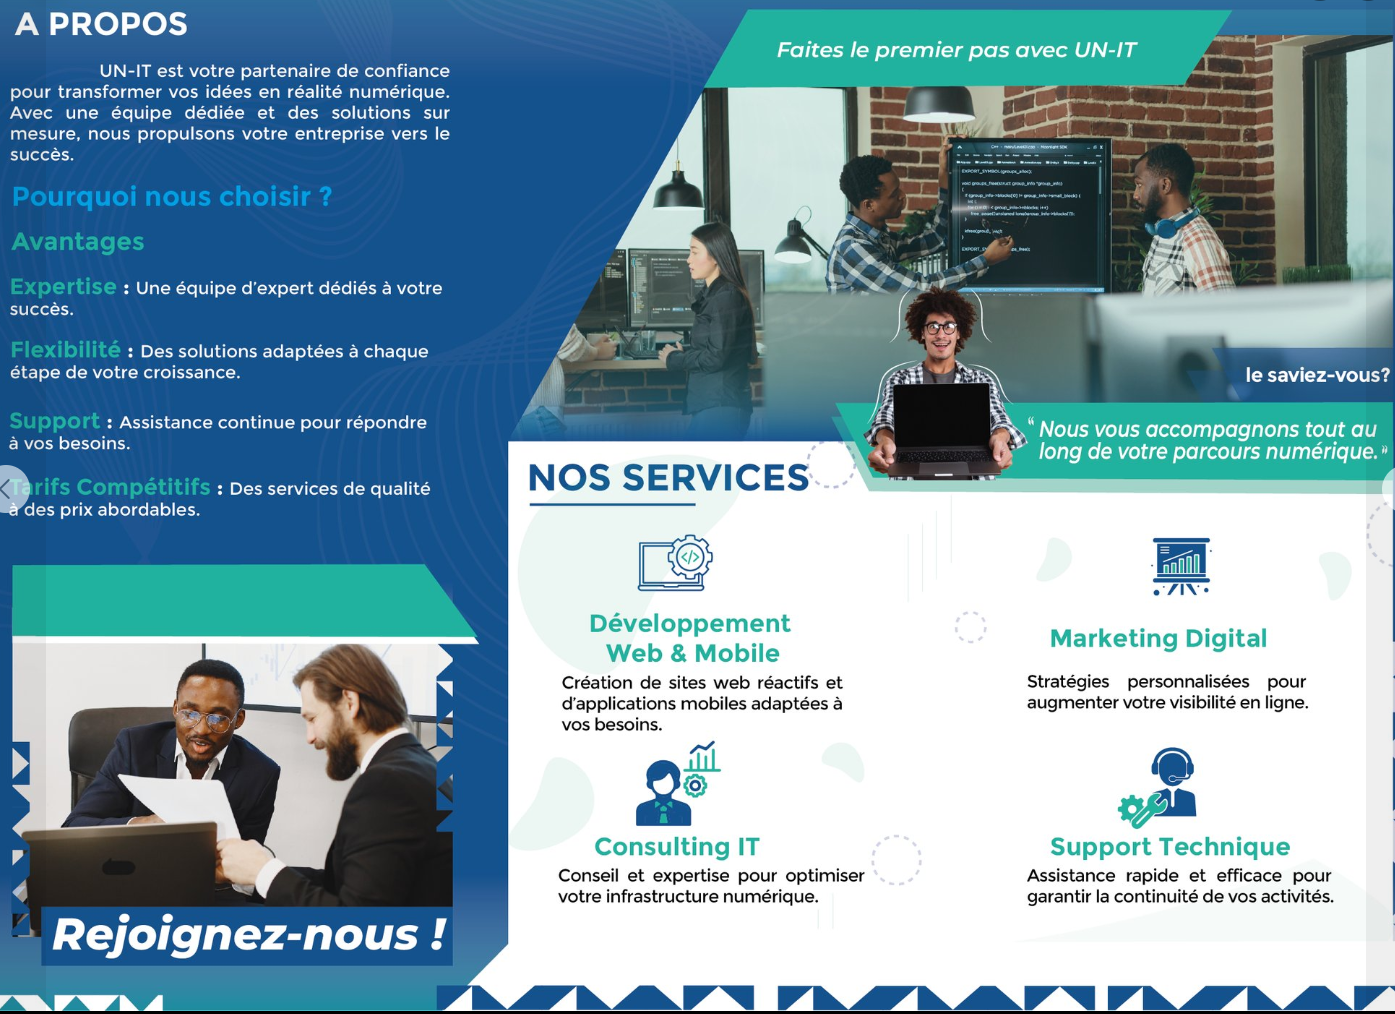 A PROPOS
UN-IT est votre partenaire de confiance
pour transformer vos idées en réalité numérique.
Avec une équipe dédiée et des solutions sur
mesure, nous propulsons votre entreprise vers le
succès.
Pourquoi nous choisir ?
Avantages
Expertise : Une équipe d'expert dédiés à votre
succès.
Flexibilité : Des solutions adaptées à chaque
étape de votre croissance.
Support : Assistance continue pour répondre
à vos besoins.
Tarifs Compétitifs : Des services de qualité
à des prix abordables.
Rejoignez-nous !
Faites le premier pas avec UN-IT
le saviez-vous?
“ Nous vous accompagnons tout au
long de votre parcours numérique. ”
NOS SERVICES
Développement
Web & Mobile
Création de sites web réactifs et
d'applications mobiles adaptées à
vos besoins.
Marketing Digital
Stratégies personnalisées pour
augmenter votre visibilité en ligne.
Consulting IT
Conseil et expertise pour optimiser
votre infrastructure numérique.
Support Technique
Assistance rapide et efficace pour
garantir la continuité de vos activités.